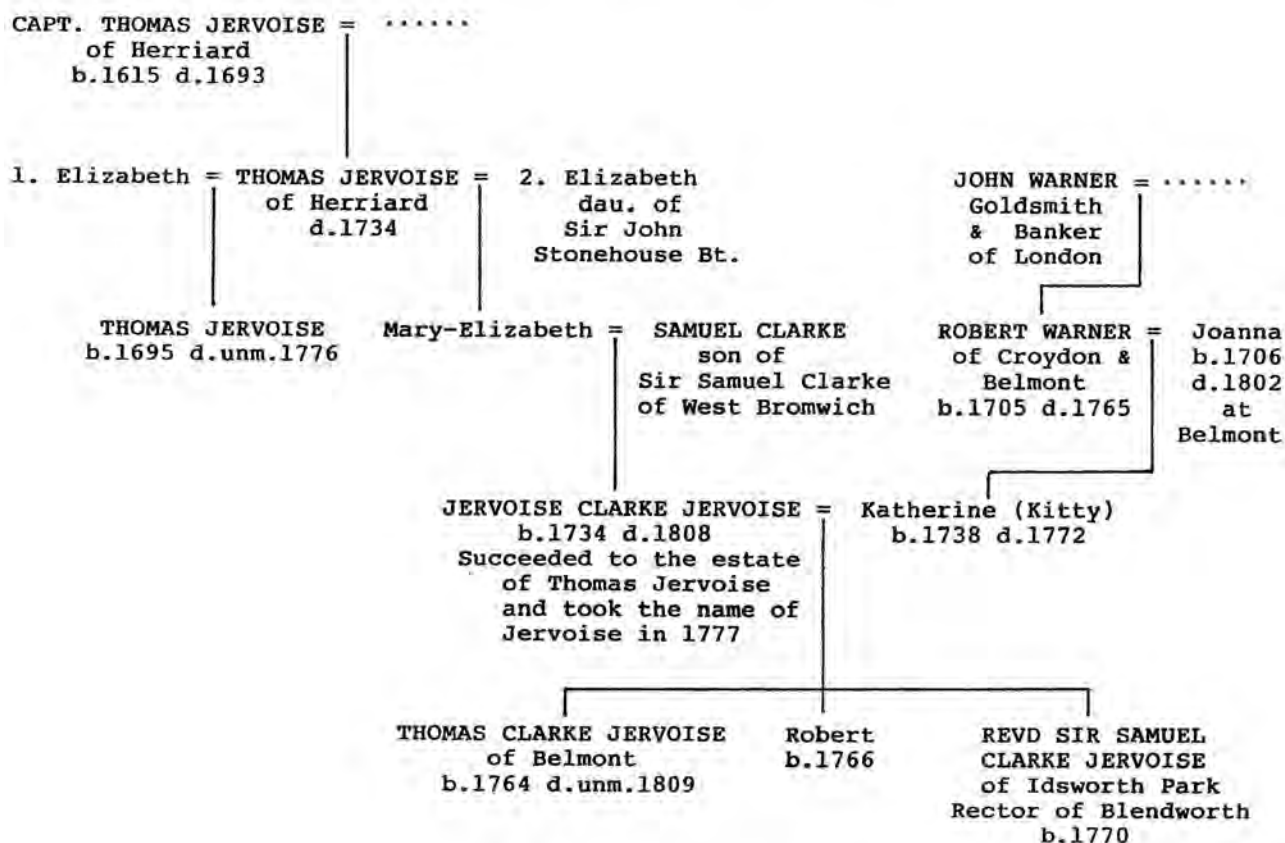 CAPT. THOMAS JERVOISE = ······
of Herriard
b.1615 d.1693
1. Elizabeth = THOMAS JERVOISE = 2. Elizabeth
of Herriard
d.1734
dau. of
Sir John
Stonehouse Bt.
JOHN WARNER = ······
Goldsmith
& Banker
of London
THOMAS JERVOISE
b.1695 d.unm.1776
Mary-Elizabeth = SAMUEL CLARKE
son of
Sir Samuel Clarke
of West Bromwich
ROBERT WARNER = Joanna
of Croydon &
Belmont
b.1705 d.1765
b.1706
d.1802
at
Belmont
JERVOISE CLARKE JERVOISE = Katherine (Kitty)
b.1734 d.1808
Succeeded to the estate
of Thomas Jervoise
and took the name of
Jervoise in 1777
b.1738 d.1772
THOMAS CLARKE JERVOISE
of Belmont
b.1764 d.unm.1809
Robert
b.1766
REVD SIR SAMUEL
CLARKE JERVOISE
of Idsworth Park
Rector of Blendworth
b.1770